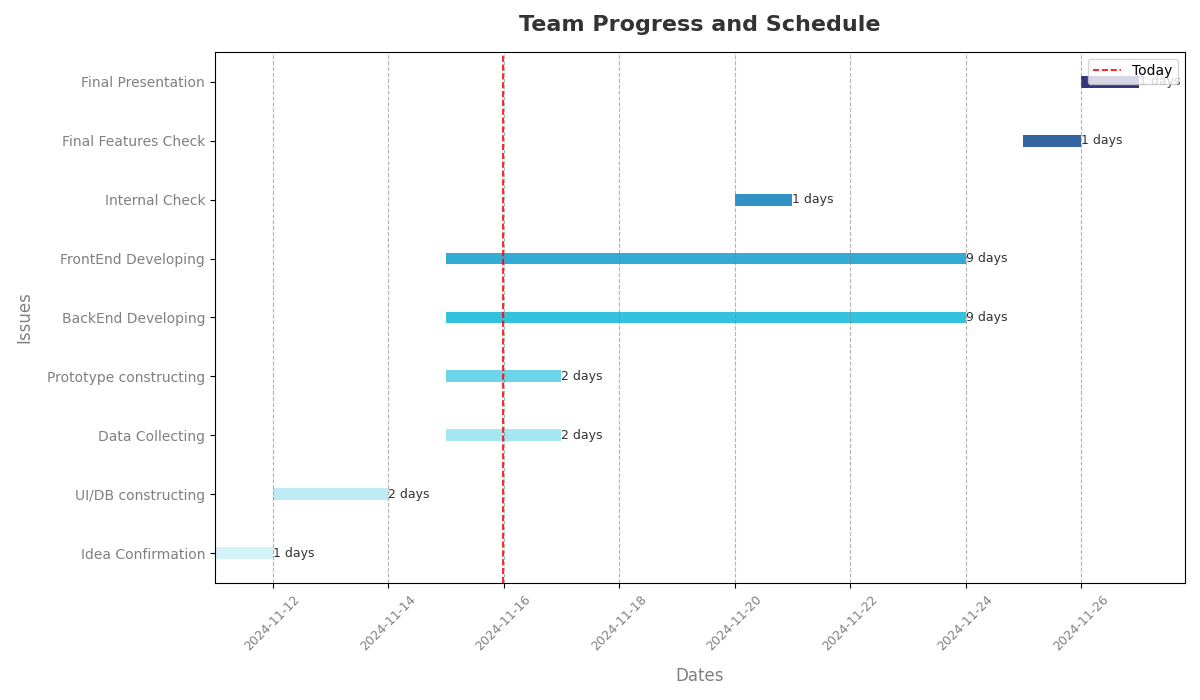 Team Progress and Schedule
Today
Final Presentation
1 days
Final Features Check
1 days
Internal Check
1 days
FrontEnd Developing
9 days
BackEnd Developing
9 days
Prototype constructing
2 days
Data Collecting
2 days
UI/DB constructing
2 days
Idea Confirmation
1 days
Issues
2024-11-12
2024-11-14
2024-11-16
2024-11-18
2024-11-20
2024-11-22
2024-11-24
2024-11-26
Dates